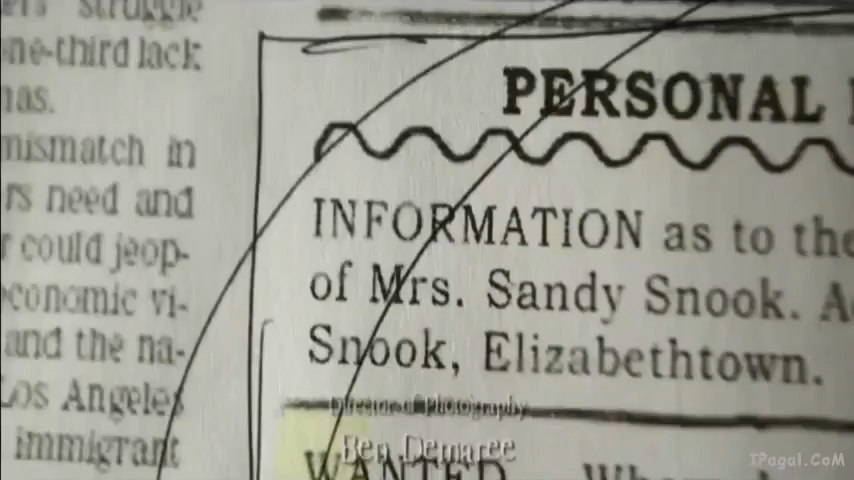 struggle
one-third lack
has.
mismatch in
rs need and
r could jeop-
economic vi-
and the na-
Los Angeles
immigrant
PERSONAL
INFORMATION as to the
of Mrs. Sandy Snook.
Snook, Elizabethtown.
WANTED
Director of Photography
Ben Demaree
IPagal.CoM